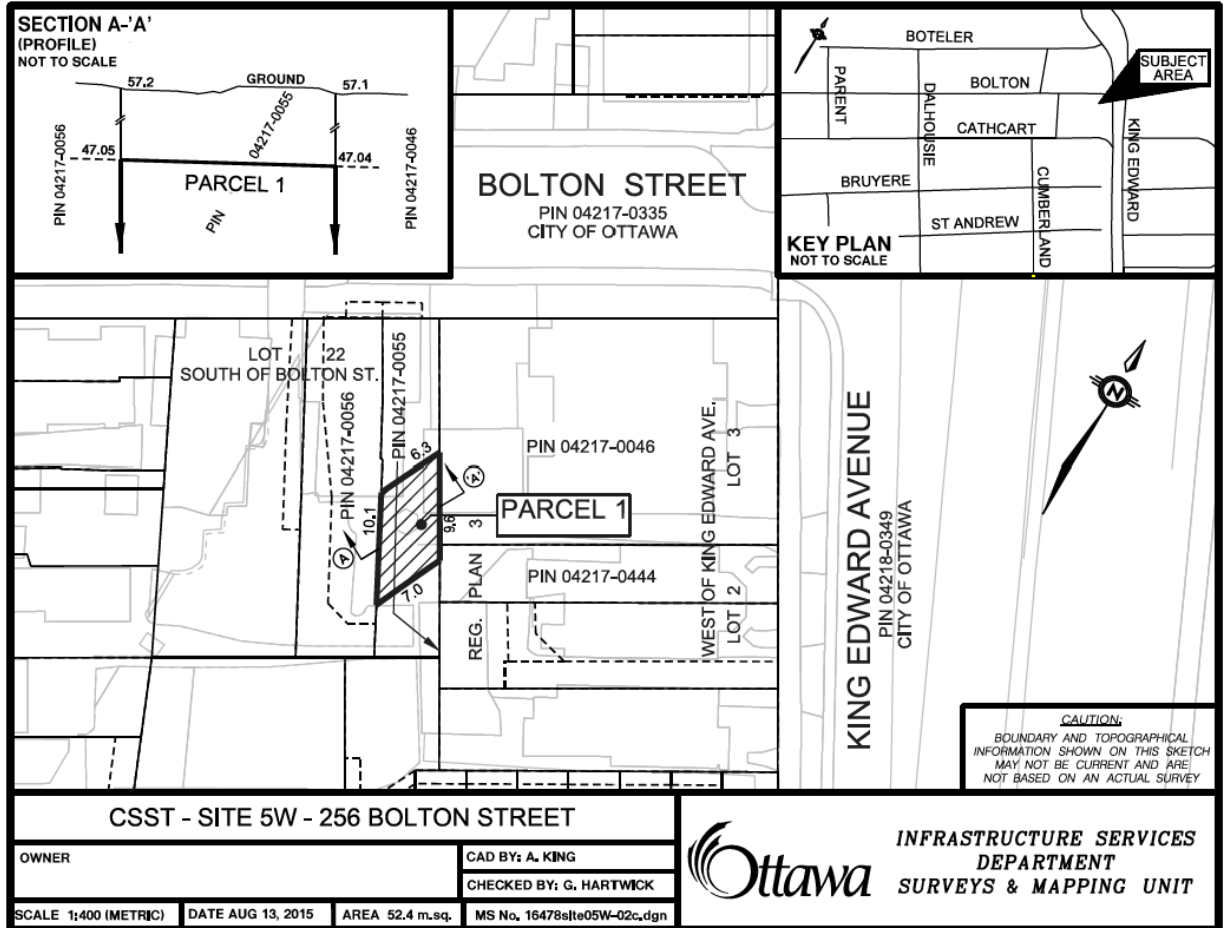 SECTION A-'A'
(PROFILE)
NOT TO SCALE
57.2
GROUND
57.1
PIN 04217-0056
47.05
PIN
04217-0055
47.04
PARCEL 1
PIN 04217-0046
BOLTON STREET
PIN 04217-0335
CITY OF OTTAWA
BOTELER
BOLTON
SUBJECT
AREA
PARENT
DALHOUSIE
CATHCART
KING EDWARD
BRUYERE
CUMBERLAND
ST ANDREW
KEY PLAN
NOT TO SCALE
LOT 22
SOUTH OF BOLTON ST.
PIN 04217-0056
PIN 04217-0055
6.3
PIN 04217-0046
'A'
PARCEL 1
10.1
9.6
A
7.0
REG. PLAN 3
PIN 04217-0444
WEST OF KING EDWARD AVE.
LOT 2
LOT 3
KING EDWARD AVENUE
PIN 04218-0349
CITY OF OTTAWA
N
CAUTION:
BOUNDARY AND TOPOGRAPHICAL
INFORMATION SHOWN ON THIS SKETCH
MAY NOT BE CURRENT AND ARE
NOT BASED ON AN ACTUAL SURVEY
CSST - SITE 5W - 256 BOLTON STREET
OWNER
CAD BY: A. KING
CHECKED BY: G. HARTWICK
SCALE 1:400 (METRIC)
DATE AUG 13, 2015
AREA 52.4 m.sq.
MS No. 16478site05W-02c.dgn
Ottawa
INFRASTRUCTURE SERVICES
DEPARTMENT
SURVEYS & MAPPING UNIT